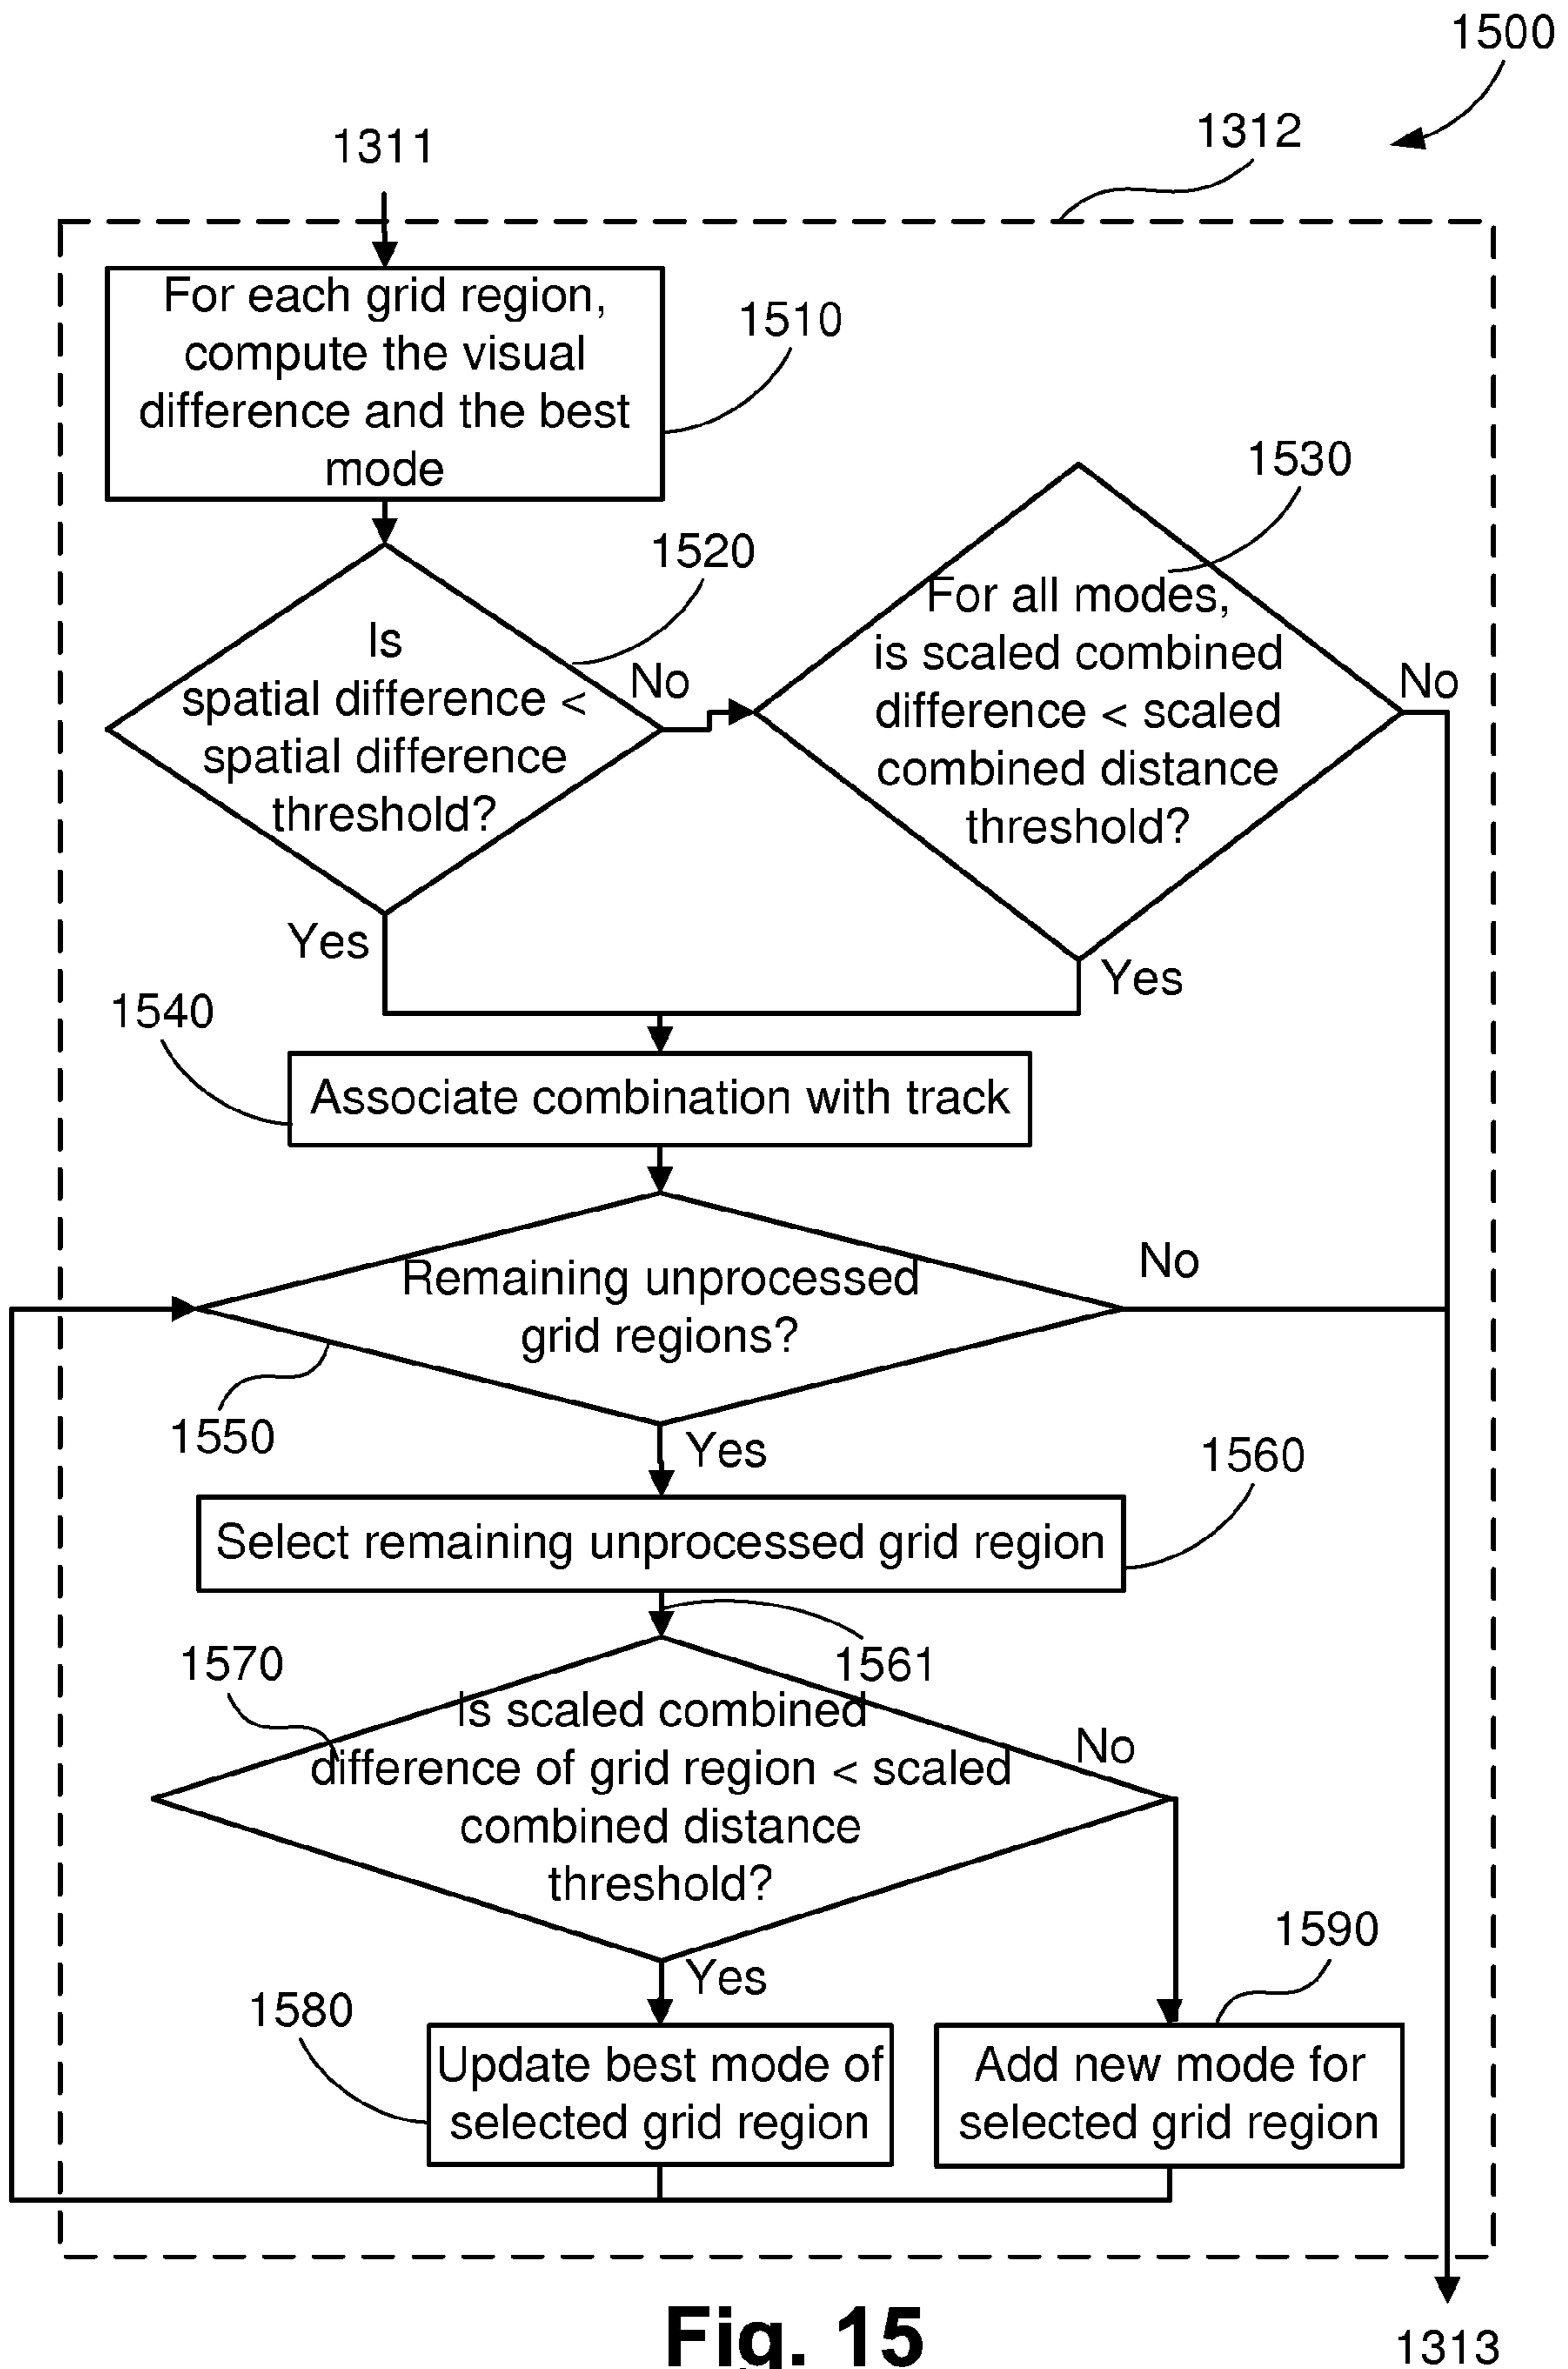 1500
1312
1311
For each grid region,
compute the visual
difference and the best
mode
1510
1530
1520
For all modes,
is scaled combined
difference < scaled
combined distance
threshold?
No
Is
spatial difference <
spatial difference
threshold?
No
Yes
Yes
1540
Associate combination with track
Remaining unprocessed
grid regions?
No
1550
Yes
1560
Select remaining unprocessed grid region
1561
1570
Is scaled combined
difference of grid region < scaled
combined distance
threshold?
No
Yes
1590
1580
Update best mode of
selected grid region
Add new mode for
selected grid region
Fig. 15
1313